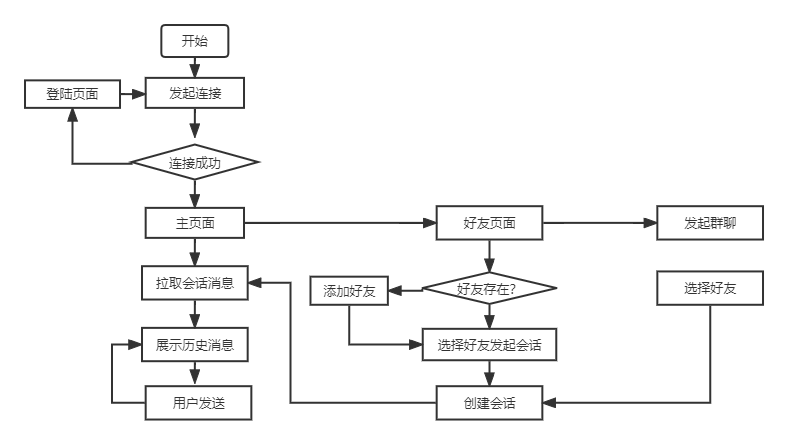 开始
登陆页面
发起连接
连接成功
主页面
好友页面
发起群聊
拉取会话消息
添加好友
好友存在?
选择好友
展示历史消息
选择好友发起会话
用户发送
创建会话